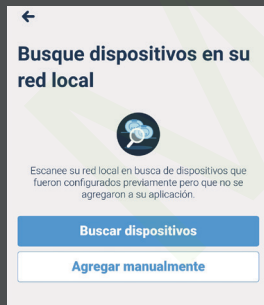 Busque dispositivos en su
red local
Escanee su red local en busca de dispositivos que
fueron configurados previamente pero que no se
agregaron a su aplicación.
Buscar dispositivos
Agregar manualmente